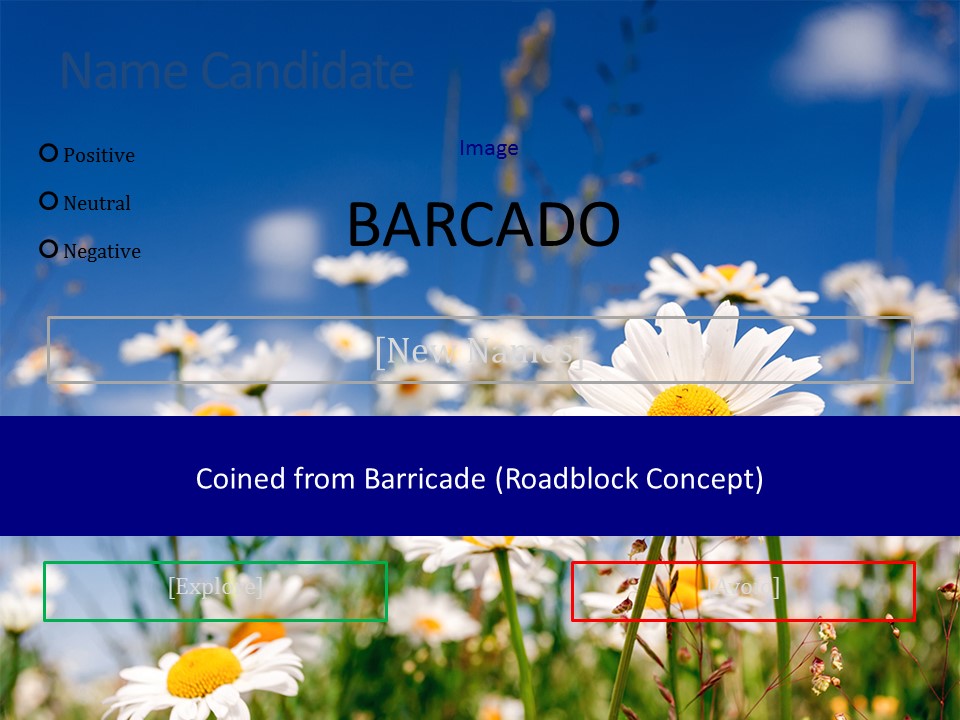 Name Candidate
Image
Positive
Neutral
Negative
BARCADO
[New Names]
Coined from Barricade (Roadblock Concept)
[Explore]
[Avoid]